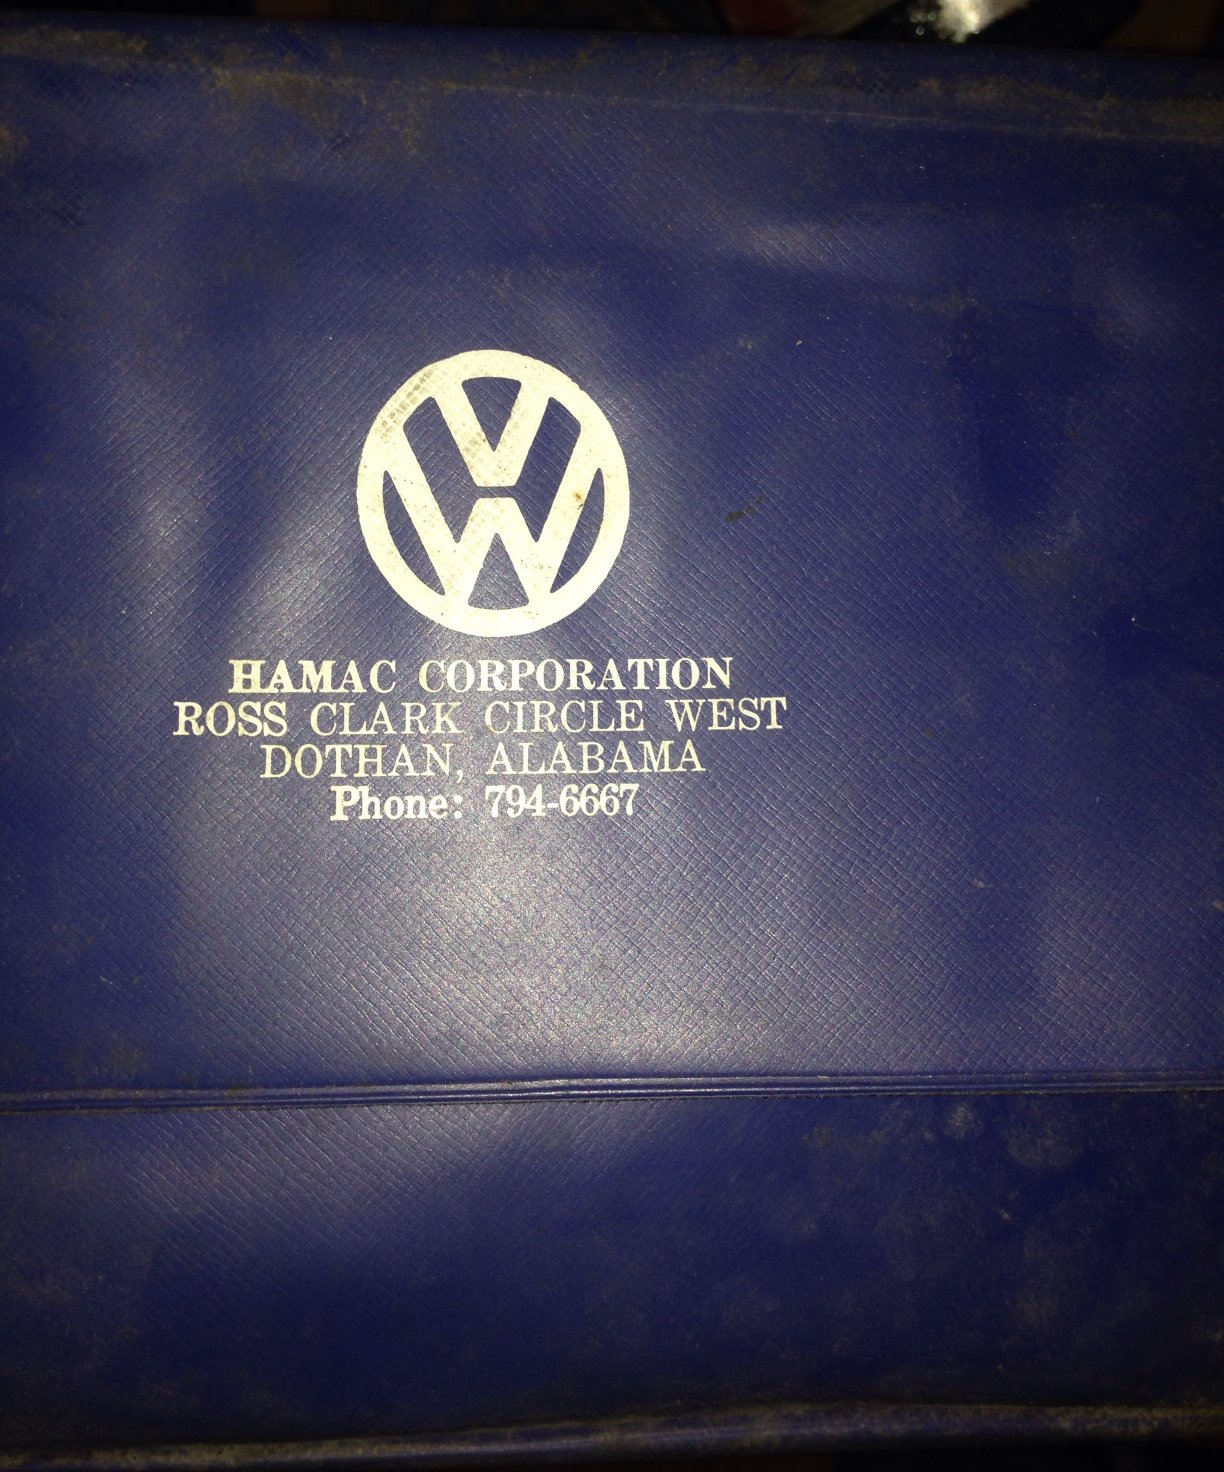 HAMAC CORPORATION
ROSS CLARK CIRCLE WEST
DOTHAN, ALABAMA
Phone: 794-6667